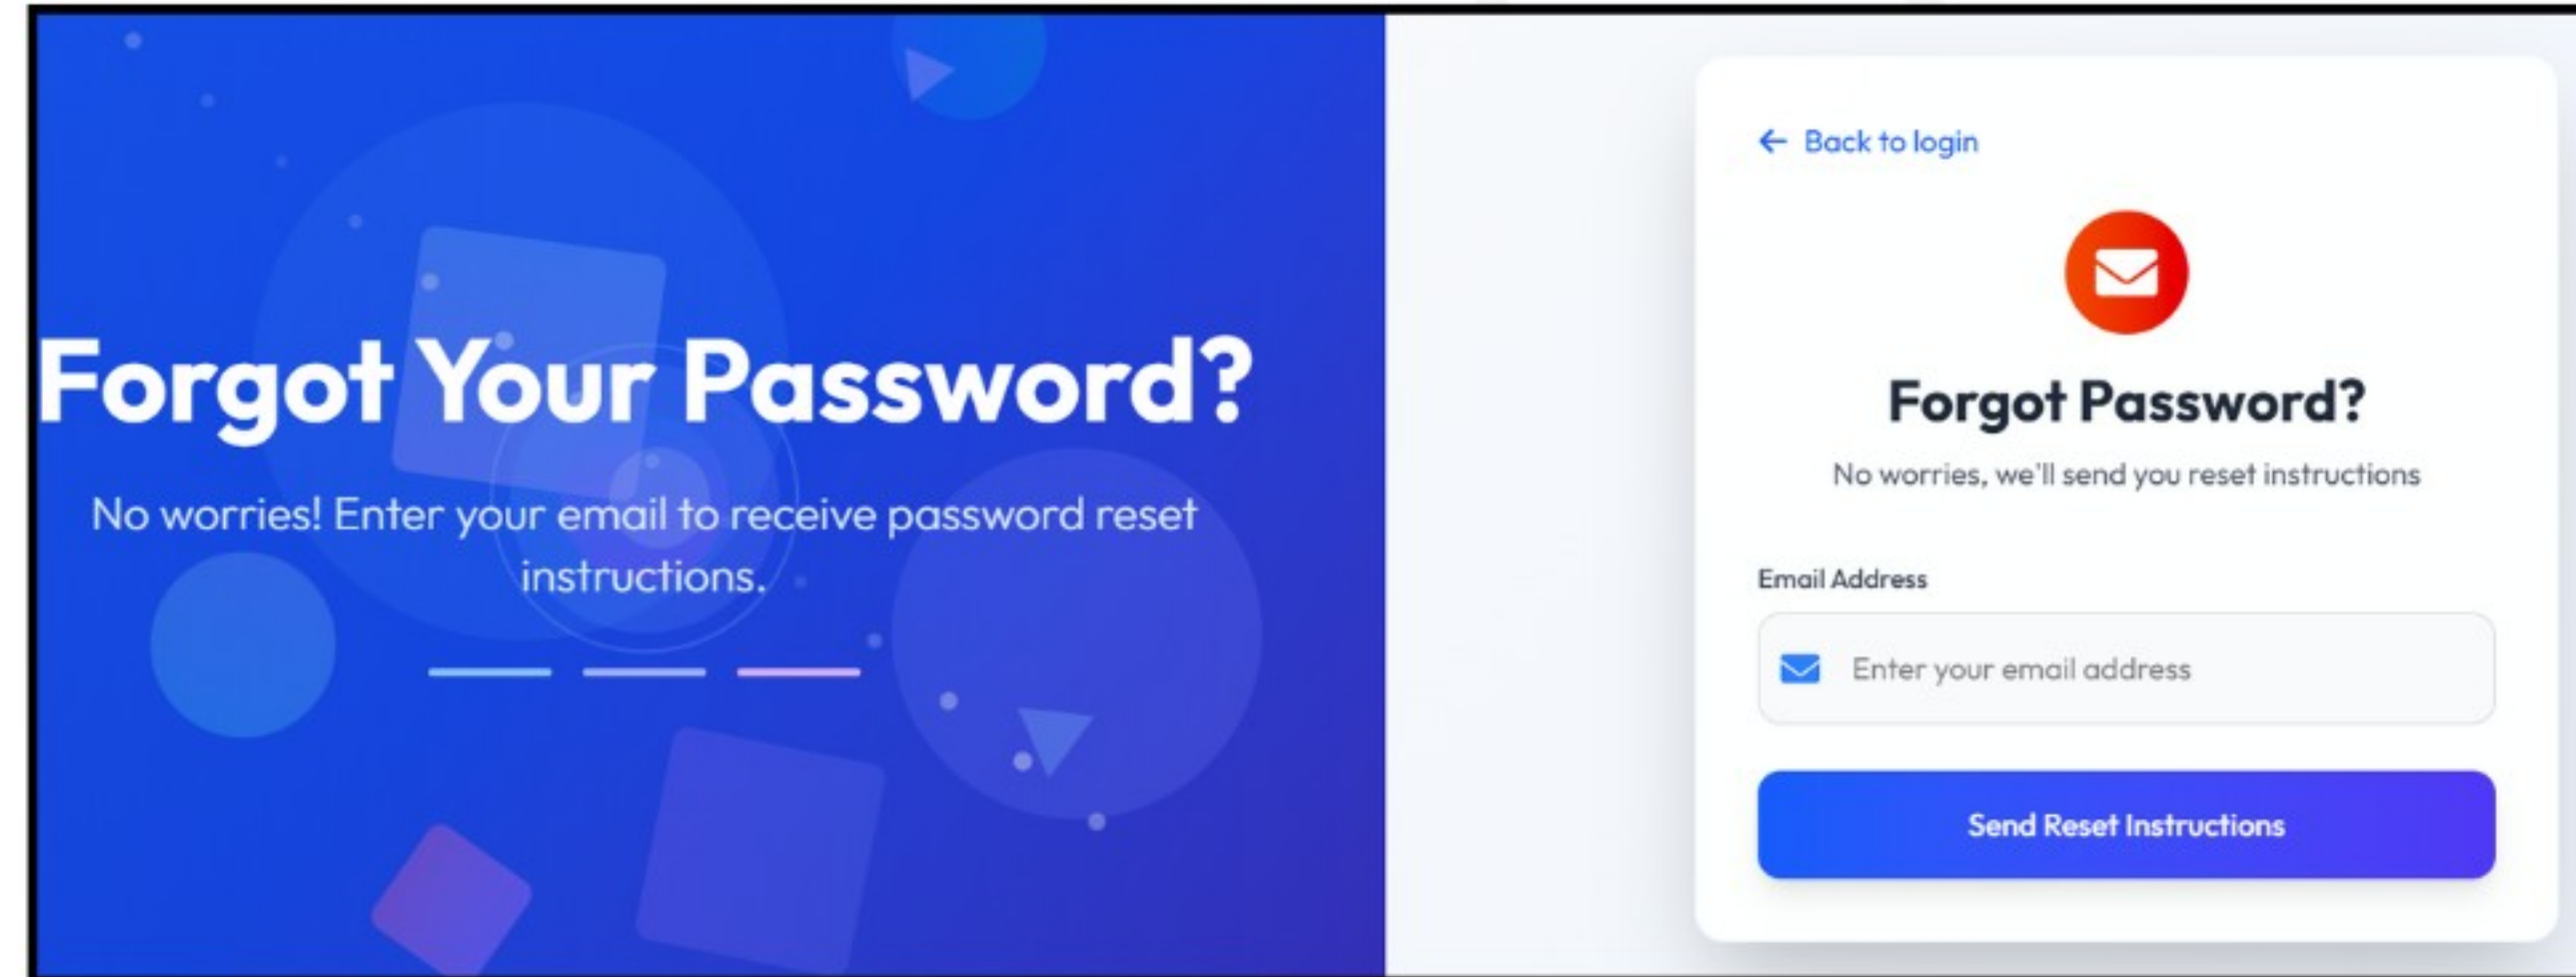 Forgot Your Password?
No worries! Enter your email to receive password reset
instructions.
Back to login
Forgot Password?
No worries, we'll send you reset instructions
Email Address
Enter your email address
Send Reset Instructions